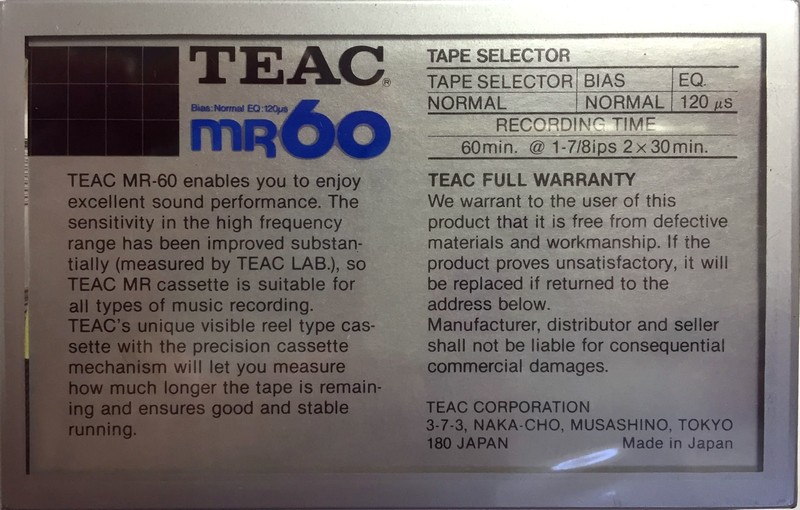 TEAC®
Bias: Normal EQ: 120μs
MR60
TEAC MR-60 enables you to enjoy
excellent sound performance. The
sensitivity in the high frequency
range has been improved substan-
tially (measured by TEAC LAB.), so
TEAC MR cassette is suitable for
all types of music recording.
TEAC's unique visible reel type cas-
sette with the precision cassette
mechanism will let you measure
how much longer the tape is remain-
ing and ensures good and stable
running.
TAPE SELECTOR
TAPE SELECTOR BIAS EQ.
NORMAL NORMAL 120 μs
RECORDING TIME
60min. @ 1-7/8ips 2×30min.
TEAC FULL WARRANTY
We warrant to the user of this
product that it is free from defective
materials and workmanship. If the
product proves unsatisfactory, it will
be replaced if returned to the
address below.
Manufacturer, distributor and seller
shall not be liable for consequential
commercial damages.
TEAC CORPORATION
3-7-3, NAKA-CHO, MUSASHINO, TOKYO
180 JAPAN Made in Japan